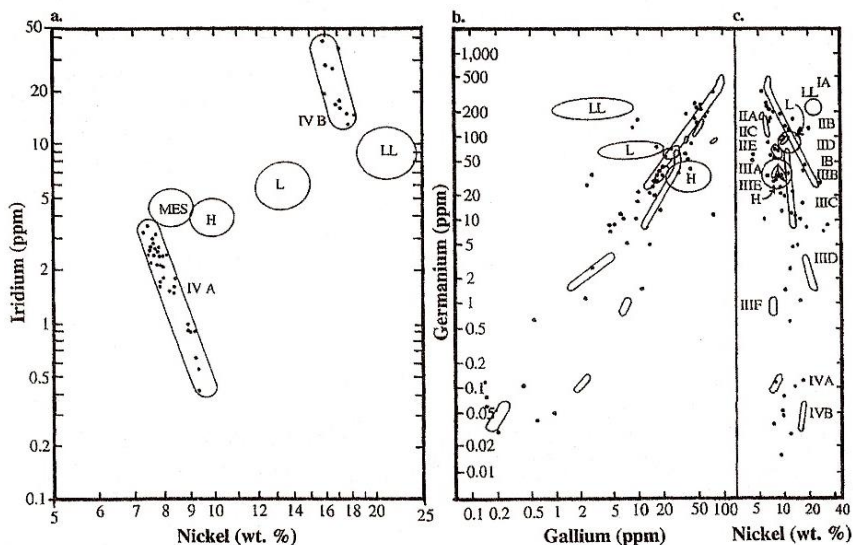 a.
50
20
10
5
2
1
0.5
0.2
0.1
Iridium (ppm)
IV B
LL
L
MES
H
IV A
5
6
7
8
9
10
12
14
16
18
20
25
Nickel (wt. %)
b.
1,000
500
200
100
50
20
10
5
2
1
0.5
0.2
0.1
0.05
0.02
0.01
Germanium (ppm)
LL
L
H
0.1
0.2
0.5
1
2
5
10
20
50
100
Gallium (ppm)
c.
IA
LL
L
IIA
IIB
IIC
IID
IIE
IB
IIIA
IIIB
IIIE
H
IIIC
IIID
IIIF
IVA
IVB
5
10
20
40
Nickel (wt. %)